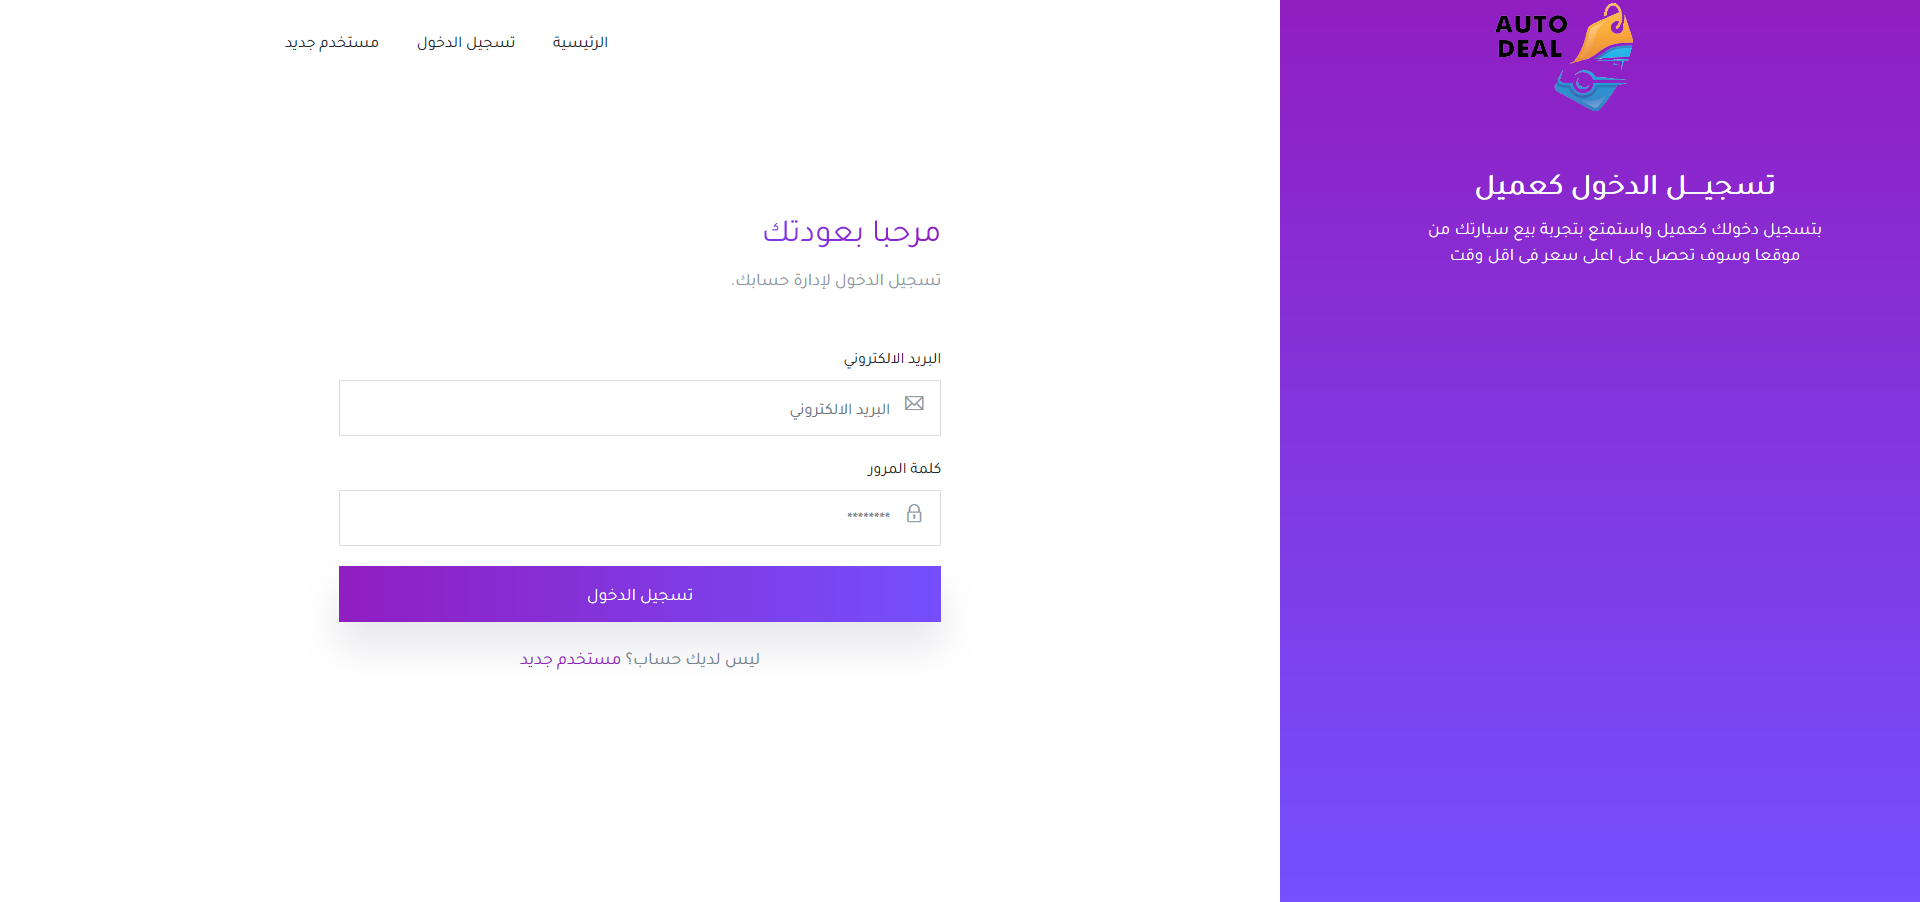 AUTO
DEAL
تسجيـــل الدخول كعميل
بتسجيل دخولك كعميل واستمتع بتجربة بيع سيارتك من
موقعا وسوف تحصل على اعلى سعر فى اقل وقت
الرئيسية
تسجيل الدخول
مستخدم جديد
مرحبا بعودتك
تسجيل الدخول لإدارة حسابك.
البريد الالكتروني
البريد الالكتروني
كلمة المرور
********
تسجيل الدخول
ليس لديك حساب؟ مستخدم جديد